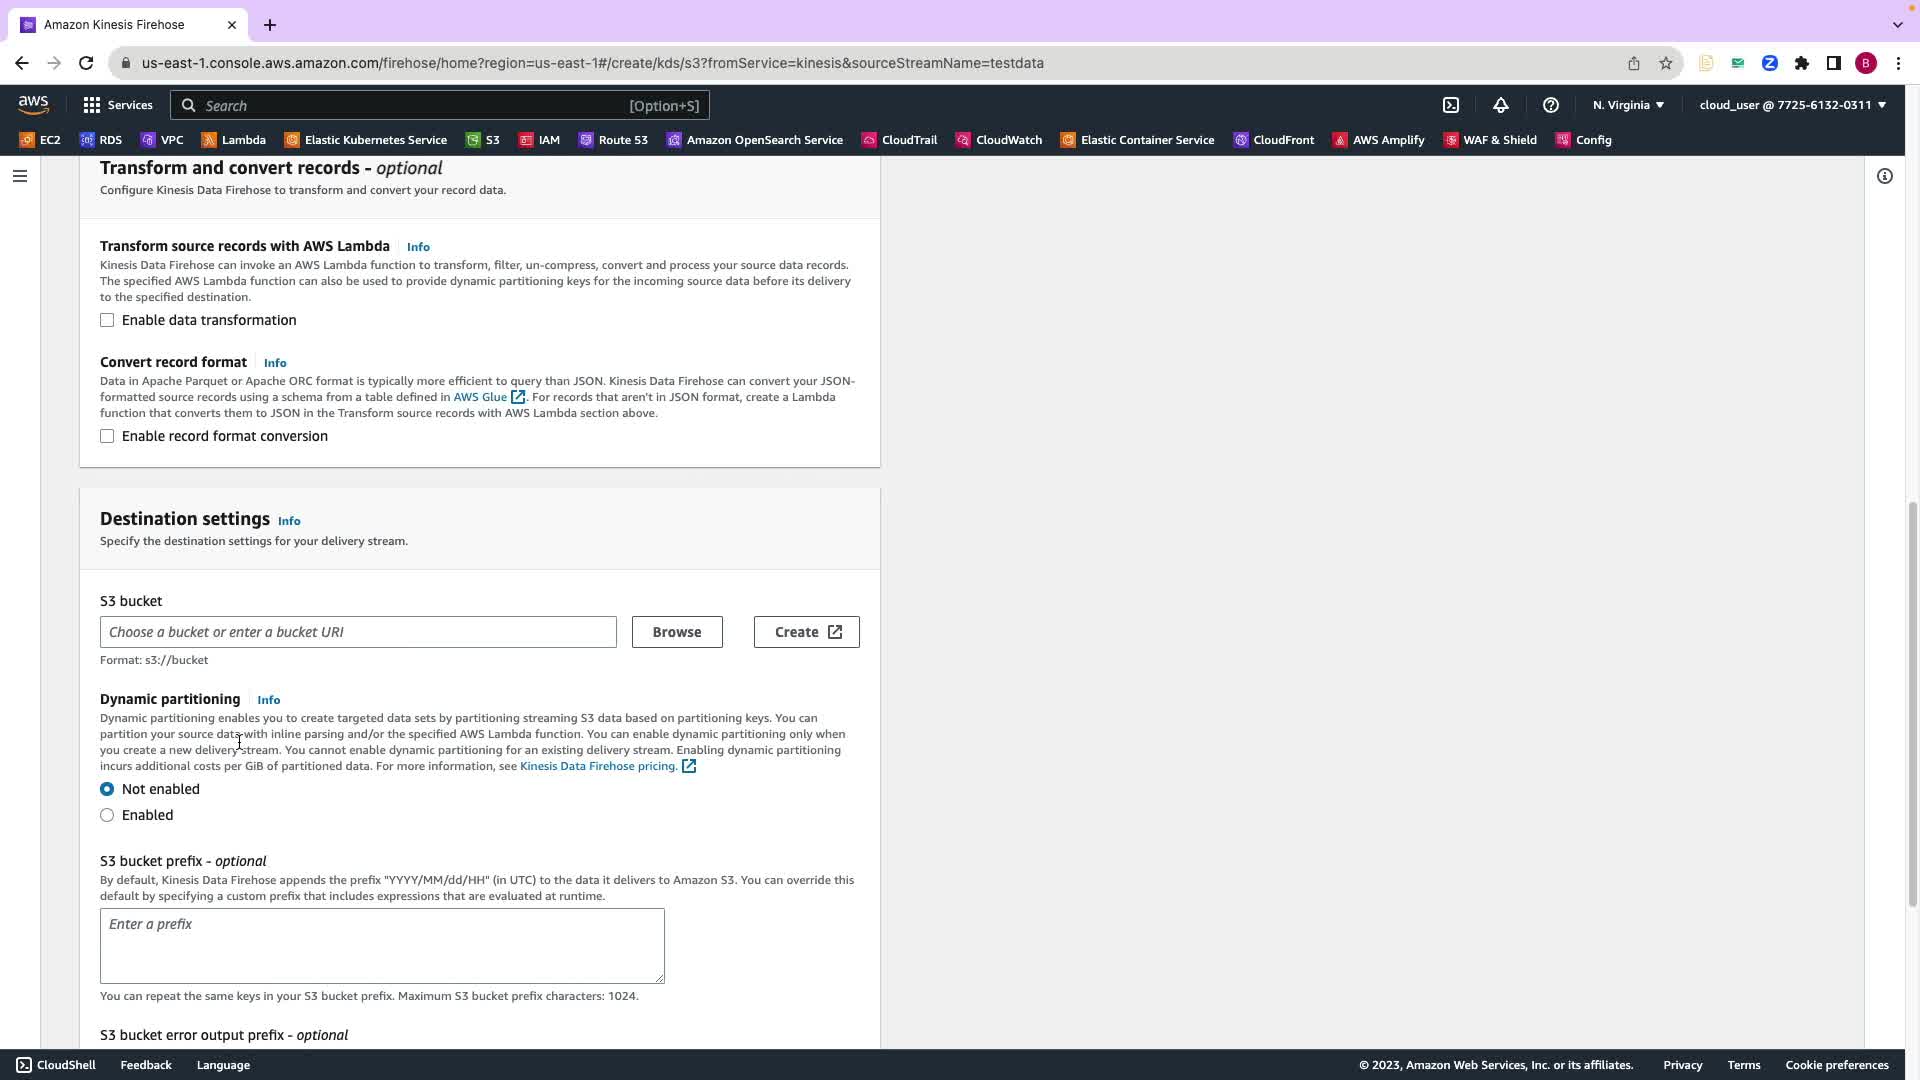 Amazon Kinesis Firehose
us-east-1.console.aws.amazon.com/firehose/home?region=us-east-1#/create/kds/s3?fromService=kinesis&sourceStreamName=testdata
B
aws
Services
Search
[Option+S]
N. Virginia
cloud_user @ 7725-6132-0311
EC2
RDS
VPC
Lambda
Elastic Kubernetes Service
S3
IAM
Route 53
Amazon OpenSearch Service
CloudTrail
CloudWatch
Elastic Container Service
CloudFront
AWS Amplify
WAF & Shield
Config
Transform and convert records - optional
Configure Kinesis Data Firehose to transform and convert your record data.
Transform source records with AWS Lambda Info
Kinesis Data Firehose can invoke an AWS Lambda function to transform, filter, un-compress, convert and process your source data records.
The specified AWS Lambda function can also be used to provide dynamic partitioning keys for the incoming source data before its delivery
to the specified destination.
Enable data transformation
Convert record format Info
Data in Apache Parquet or Apache ORC format is typically more efficient to query than JSON. Kinesis Data Firehose can convert your JSON-
formatted source records using a schema from a table defined in AWS Glue . For records that aren't in JSON format, create a Lambda
function that converts them to JSON in the Transform source records with AWS Lambda section above.
Enable record format conversion
Destination settings Info
Specify the destination settings for your delivery stream.
S3 bucket
Choose a bucket or enter a bucket URI
Browse
Create
Format: s3://bucket
Dynamic partitioning Info
Dynamic partitioning enables you to create targeted data sets by partitioning streaming S3 data based on partitioning keys. You can
partition your source data with inline parsing and/or the specified AWS Lambda function. You can enable dynamic partitioning only when
you create a new delivery stream. You cannot enable dynamic partitioning for an existing delivery stream. Enabling dynamic partitioning
incurs additional costs per GiB of partitioned data. For more information, see Kinesis Data Firehose pricing.
Not enabled
Enabled
S3 bucket prefix - optional
By default, Kinesis Data Firehose appends the prefix "YYYY/MM/dd/HH" (in UTC) to the data it delivers to Amazon S3. You can override this
default by specifying a custom prefix that includes expressions that are evaluated at runtime.
Enter a prefix
You can repeat the same keys in your S3 bucket prefix. Maximum S3 bucket prefix characters: 1024.
S3 bucket error output prefix - optional
CloudShell
Feedback
Language
© 2023, Amazon Web Services, Inc. or its affiliates.
Privacy
Terms
Cookie preferences